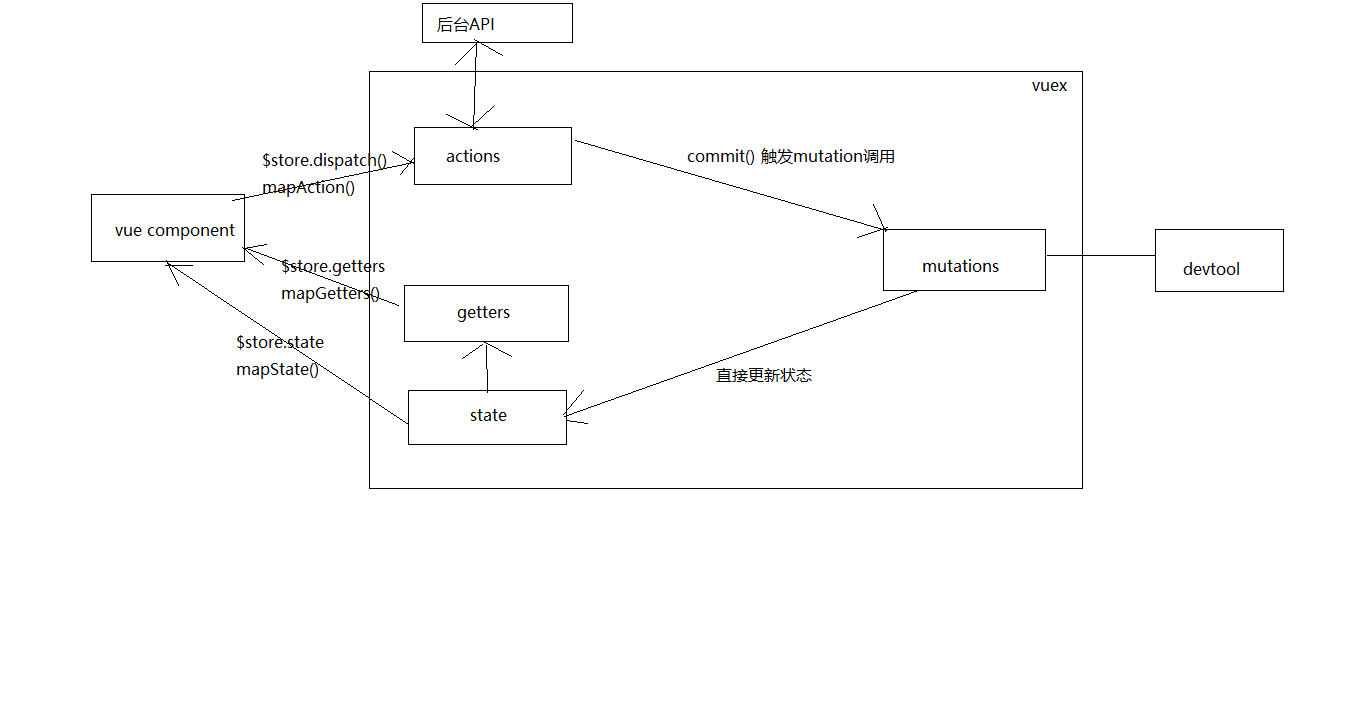 后台API
vuex
actions
commit() 触发mutation调用
$store.dispatch()
mapAction()
vue component
$store.getters
mapGetters()
getters
mutations
devtool
$store.state
mapState()
直接更新状态
state